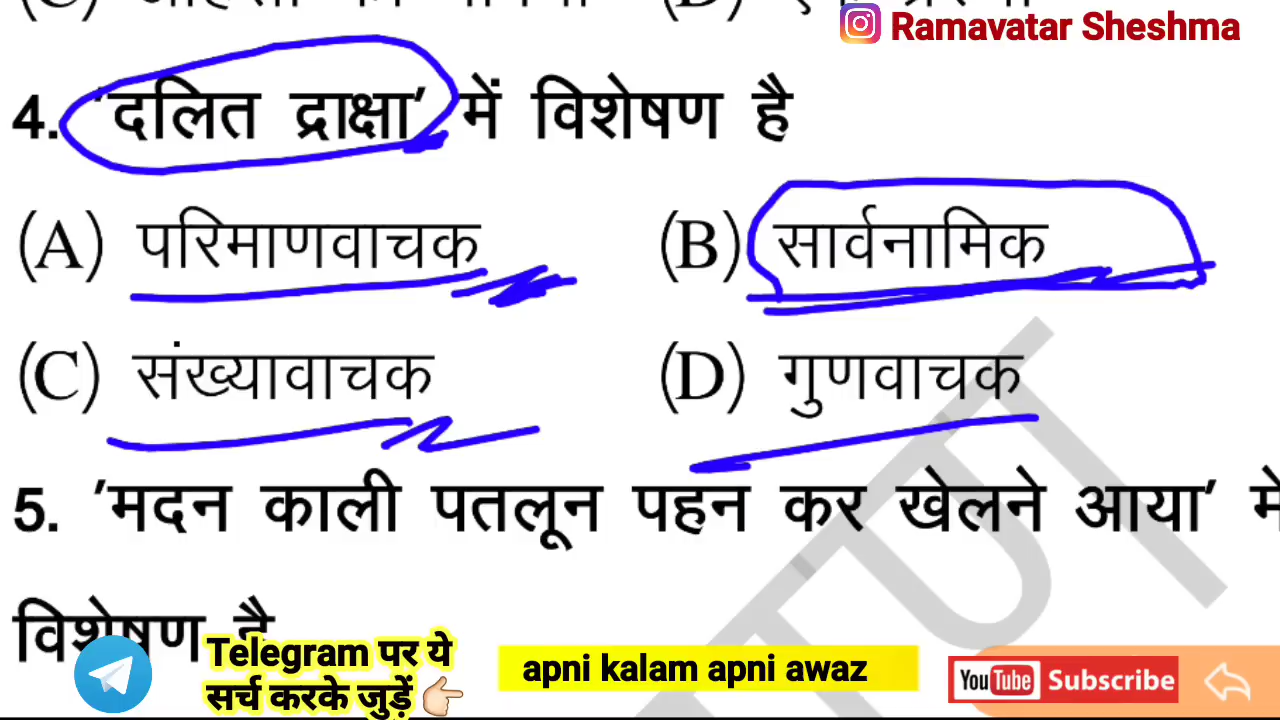 Ramavatar Sheshma
4. 'दलित द्राक्षा' में विशेषण है
(A) परिमाणवाचक (B) सार्वनामिक
(C) संख्यावाचक (D) गुणवाचक
5. 'मदन काली पतलून पहन कर खेलने आया' में
विशेषण है
Telegram पर ये
सर्च करके जुड़ें
apni kalam apni awaz
YouTube Subscribe